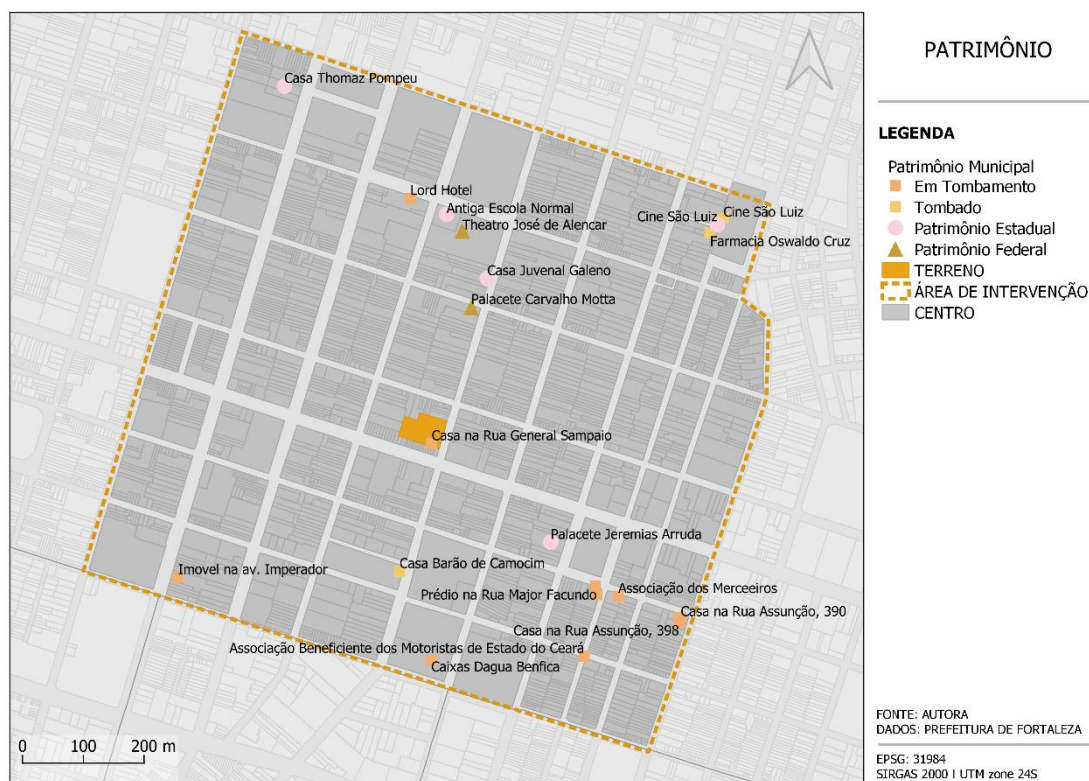 Casa Thomaz Pompeu
Lord Hotel
Antiga Escola Normal
Theatro José de Alencar
Cine São Luiz
Cine São Luiz
Farmacia Oswaldo Cruz
Casa Juvenal Galeno
Palacete Carvalho Motta
Casa na Rua General Sampaio
Palacete Jeremias Arruda
Casa Barão de Camocim
Imovel na av. Imperador
Prédio na Rua Major Facundo
Associação dos Merceeiros
Casa na Rua Assunção, 390
Casa na Rua Assunção, 398
Associação Beneficiente dos Motoristas de Estado do Ceará
Caixas Dagua Benfica
0 100 200 m
PATRIMÔNIO
LEGENDA
Patrimônio Municipal
Em Tombamento
Tombado
Patrimônio Estadual
Patrimônio Federal
TERRENO
ÁREA DE INTERVENÇÃO
CENTRO
FONTE: AUTORA
DADOS: PREFEITURA DE FORTALEZA
EPSG: 31984
SIRGAS 2000 | UTM zone 24S